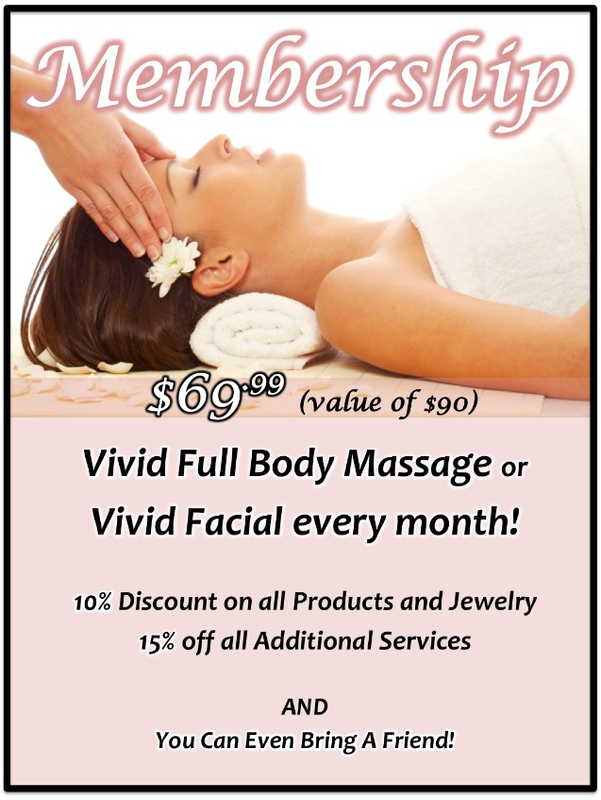 Membership
$69.99 (value of $90)
Vivid Full Body Massage or
Vivid Facial every month!
10% Discount on all Products and Jewelry
15% off all Additional Services
AND
You Can Even Bring A Friend!